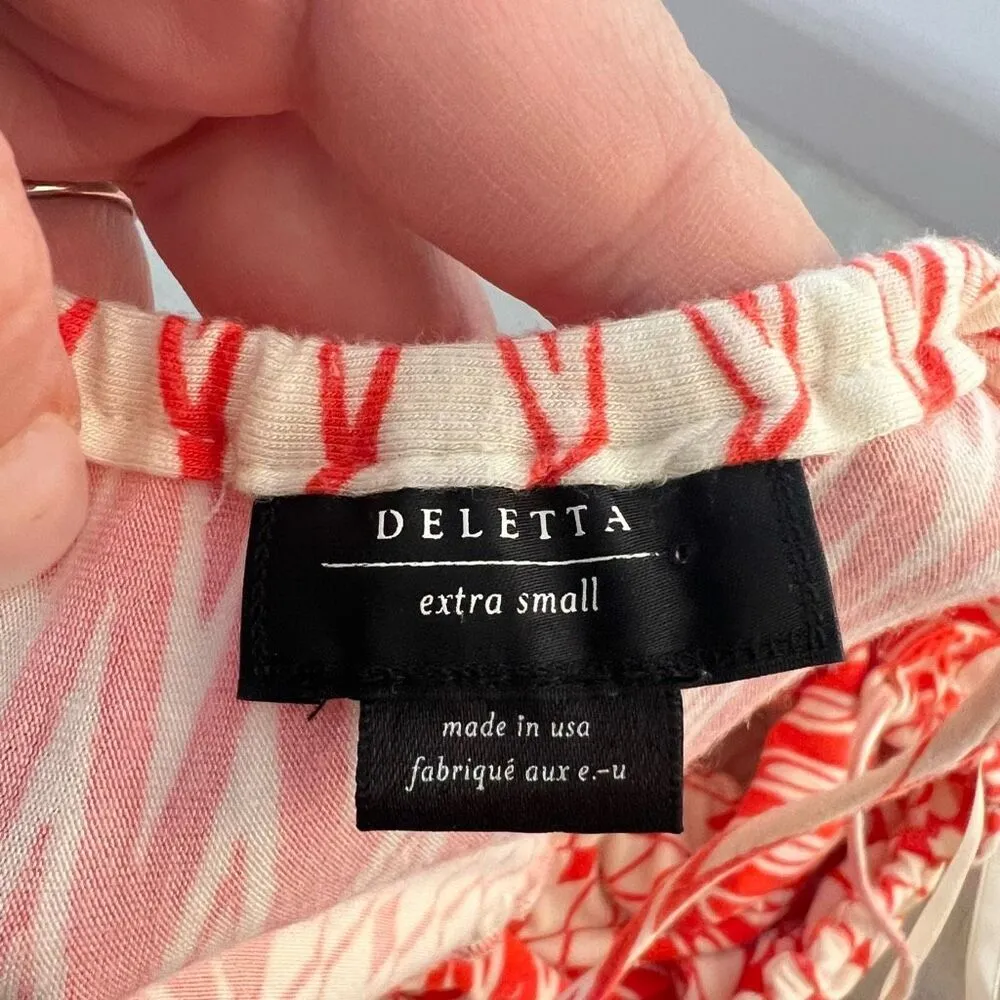 DELETTA
extra small
made in usa
fabriqué aux e.-u